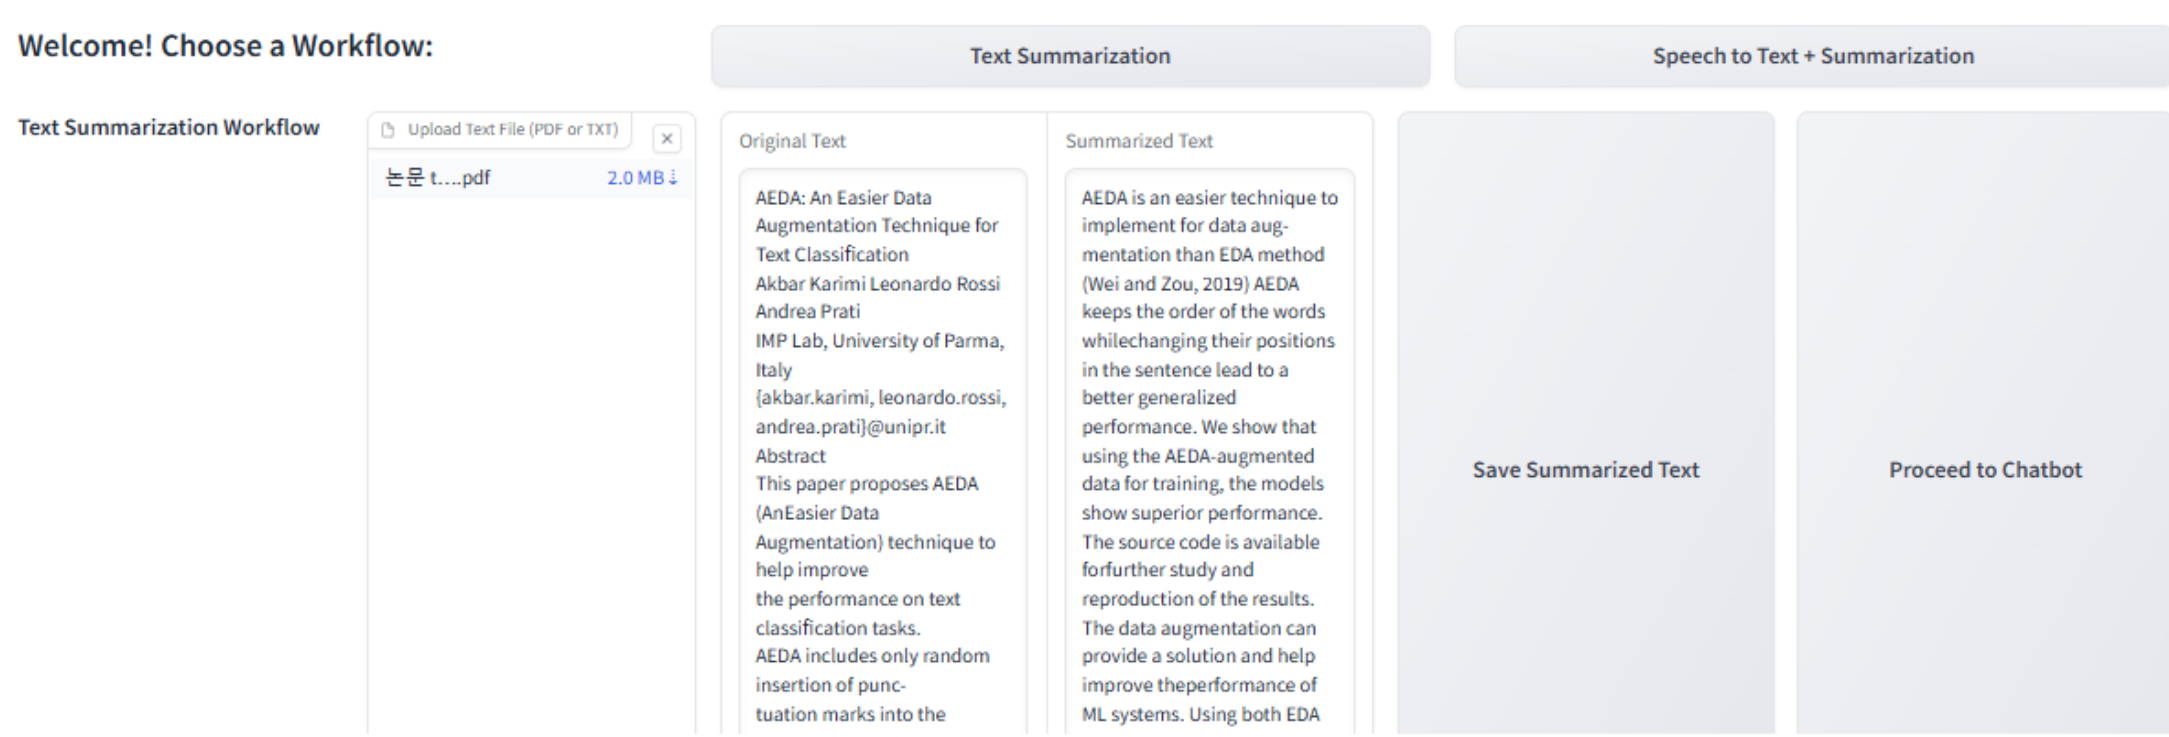 Welcome! Choose a Workflow:
Text Summarization
Speech to Text + Summarization
Text Summarization Workflow
Upload Text File (PDF or TXT)
논문 t....pdf
2.0 MB⇣
Original Text
AEDA: An Easier Data
Augmentation Technique for
Text Classification
Akbar Karimi Leonardo Rossi
Andrea Prati
IMP Lab, University of Parma,
Italy
{akbar.karimi, leonardo.rossi,
andrea.prati}@unipr.it
Abstract
This paper proposes AEDA
(AnEasier Data
Augmentation) technique to
help improve
the performance on text
classification tasks.
AEDA includes only random
insertion of punc-
tuation marks into the
Summarized Text
AEDA is an easier technique to
implement for data aug-
mentation than EDA method
(Wei and Zou, 2019) AEDA
keeps the order of the words
whilechanging their positions
in the sentence lead to a
better generalized
performance. We show that
using the AEDA-augmented
data for training, the models
show superior performance.
The source code is available
forfurther study and
reproduction of the results.
The data augmentation can
provide a solution and help
improve theperformance of
ML systems. Using both EDA
Save Summarized Text
Proceed to Chatbot